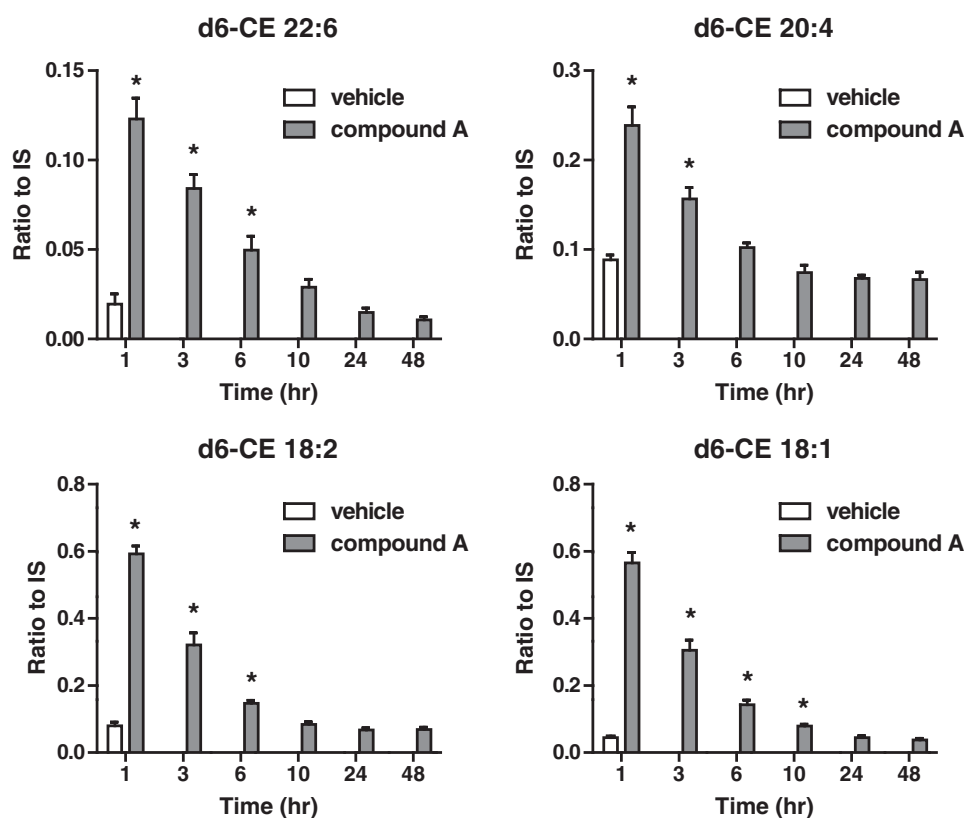 d6-CE 22:6
0.15
0.10
0.05
0.00
Ratio to IS
vehicle
compound A
*
*
*
1 3 6 10 24 48
Time (hr)
d6-CE 20:4
0.3
0.2
0.1
0.0
Ratio to IS
vehicle
compound A
*
*
1 3 6 10 24 48
Time (hr)
d6-CE 18:2
0.8
0.6
0.4
0.2
0.0
Ratio to IS
vehicle
compound A
*
*
*
1 3 6 10 24 48
Time (hr)
d6-CE 18:1
0.8
0.6
0.4
0.2
0.0
Ratio to IS
vehicle
compound A
*
*
*
*
1 3 6 10 24 48
Time (hr)